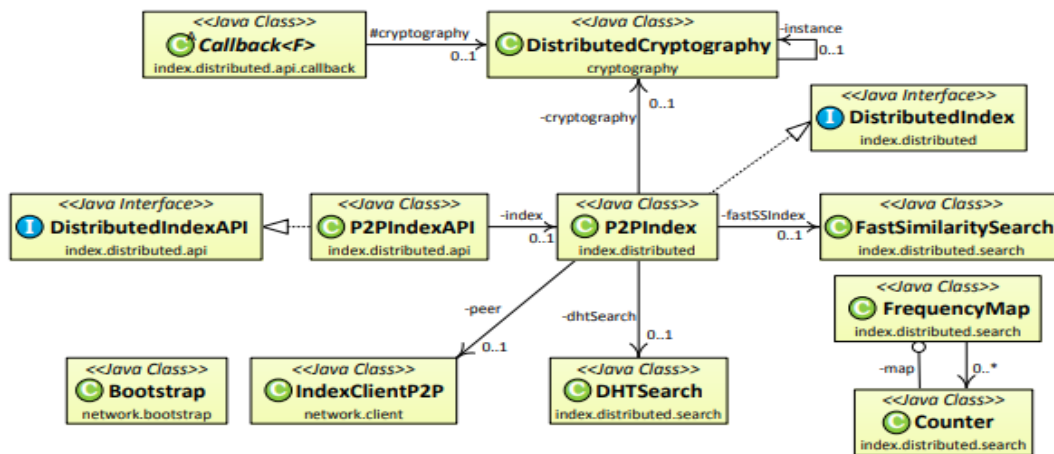 <<Java Class>>
Callback<F>
index.distributed.api.callback
#cryptography
0..1
<<Java Class>>
DistributedCryptography
cryptography
-instance
0..1
-cryptography
0..1
<<Java Interface>>
DistributedIndex
index.distributed
<<Java Interface>>
DistributedIndexAPI
index.distributed.api
<<Java Class>>
P2PIndexAPI
index.distributed.api
-index
0..1
<<Java Class>>
P2PIndex
index.distributed
-fastSSIndex
0..1
<<Java Class>>
FastSimilaritySearch
index.distributed.search
-peer
0..1
-dhtSearch
0..1
<<Java Class>>
FrequencyMap
index.distributed.search
-map
0..*
<<Java Class>>
Bootstrap
network.bootstrap
<<Java Class>>
IndexClientP2P
network.client
<<Java Class>>
DHTSearch
index.distributed.search
<<Java Class>>
Counter
index.distributed.search